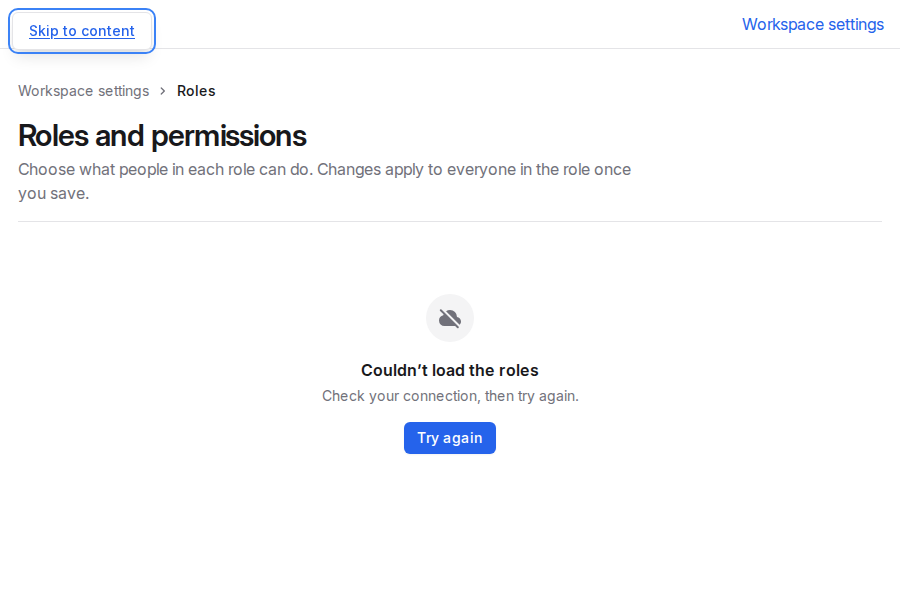 Skip to content
Workspace settings
Workspace settings › Roles
Roles and permissions
Choose what people in each role can do. Changes apply to everyone in the role once
you save.
Couldn’t load the roles
Check your connection, then try again.
Try again